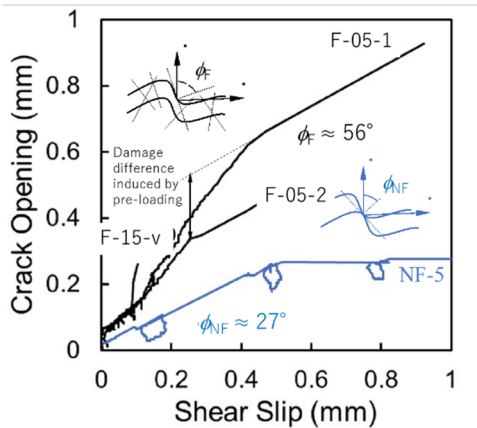 Crack Opening (mm)
1
0.8
0.6
0.4
0.2
0
0
0.2
0.4
0.6
0.8
1
Shear Slip (mm)
F-05-1
ϕF
ϕF ≈ 56°
Damage
difference
induced by
pre-loading
F-05-2
ϕNF
F-15-v
NF-5
ϕNF ≈ 27°